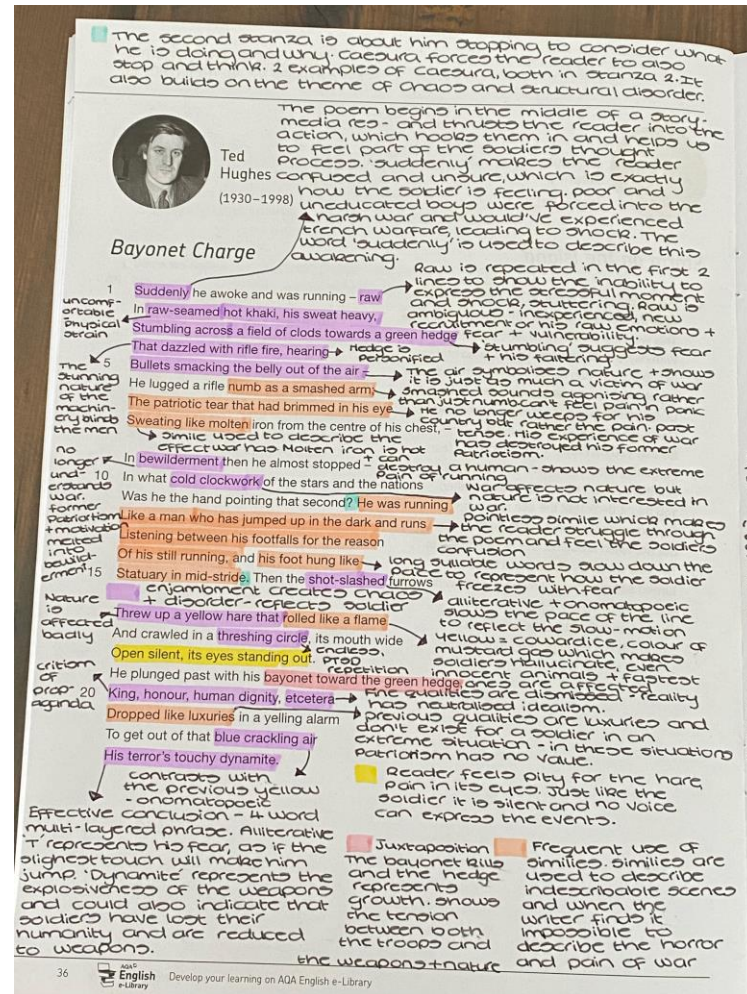 The second stanza is about him stopping to consider what
he is doing and why. Caesura forces the reader to also
stop and think. 2 examples of caesura, both in stanza 2. It
also builds on the theme of chaos and structural disorder.
The poem begins in the middle of a story-
media res - and thrusts the reader into the
action, which hooks them in and helps us
to feel part of the soldiers thought
process. 'Suddenly' makes the reader
confused and unsure, which is exactly
how the soldier is feeling. poor and
uneducated boys were forced into the
harsh war and would've experienced
trench warfare, leading to shock. The
word 'suddenly' is used to describe this
awakening.
Ted
Hughes
(1930–1998)
Bayonet Charge
1 Suddenly he awoke and was running – raw
In raw-seamed hot khaki, his sweat heavy,
Stumbling across a field of clods towards a green hedge
That dazzled with rifle fire, hearing
5 Bullets smacking the belly out of the air –
He lugged a rifle numb as a smashed arm;
The patriotic tear that had brimmed in his eye
Sweating like molten iron from the centre of his chest, –
In bewilderment then he almost stopped –
10 In what cold clockwork of the stars and the nations
Was he the hand pointing that second? He was running
Like a man who has jumped up in the dark and runs
Listening between his footfalls for the reason
Of his still running, and his foot hung like
15 Statuary in mid-stride. Then the shot-slashed furrows
Threw up a yellow hare that rolled like a flame
And crawled in a threshing circle, its mouth wide
Open silent, its eyes standing out.
He plunged past with his bayonet toward the green hedge,
20 King, honour, human dignity, etcetera
Dropped like luxuries in a yelling alarm
To get out of that blue crackling air
His terror's touchy dynamite.
uncomf-
ortable
physical
strain
The
stunning
nature
of the
machin-
ery blinds
the men
no
longer
und-
erstands
war.
former
patriotism
+ motivation
melted
into
bewild-
erment
Nature
is
affected
badly
critism
of
prop-
aganda
Raw is repeated in the first 2
lines to show the inability to
express the stressful moment
and shock, stuttering. Raw is
ambiguous - inexperienced, new
recruitment or his raw emotions +
fear + vulnerability.
'Stumbling' suggests fear
+ his faltering
Hedge is
personified
The air symbolises nature + shows
it is just as much a victim of war
Smashed sounds agonising rather
than just numb. can't feel pain in panic
He no longer weeps for his
country but rather the pain. past
tense. His experience of war
has destroyed his former
Patriotism.
simile used to describe the
effect war has Molten iron is hot
+ can
destroy a human - shows the extreme
pain of running
War affects nature but
nature is not interested in
war.
pointless simile which makes
the reader struggle through
the poem and feel the soldiers
confusion
long syllable words slow down the
pace to represent how the soldier
freezes with fear
enjambment creates chaos
+ disorder - reflects soldier
alliterative + onomatopoeic
slows the pace of the line
to reflect the slow-motion
yellow = cowardice, colour of
mustard gas which makes
soldiers hallucinate, even
innocent animals + fastest
ones are affected
endless,
repetition
Fine qualities are dismissed - reality
has neutralised idealism.
previous qualities are luxuries and
don't exist for a soldier in an
extreme situation - in these situations
patriotism has no value.
contrasts with
the previous yellow
- onomatopoeic
Reader feels pity for the hare,
pain in its eyes. Just like the
soldier it is silent and no voice
can express the events.
Effective conclusion - 4 word
multi-layered phrase. Alliterative
'T' represents his fear, as if the
slighest touch will make him
jump. 'Dynamite' represents the
explosiveness of the weapons
and could also indicate that
soldiers have lost their
humanity and are reduced
to weapons.
Juxtaposition
The bayonet kills
and the hedge
represents
growth. shows
the tension
between both
the troops and
the weapons + nature
Frequent use of
similies. similies are
used to describe
indescribable scenes
and when the
writer finds it
impossible to
describe the horror
and pain of war
36 AQA English e-Library Develop your learning on AQA English e-Library